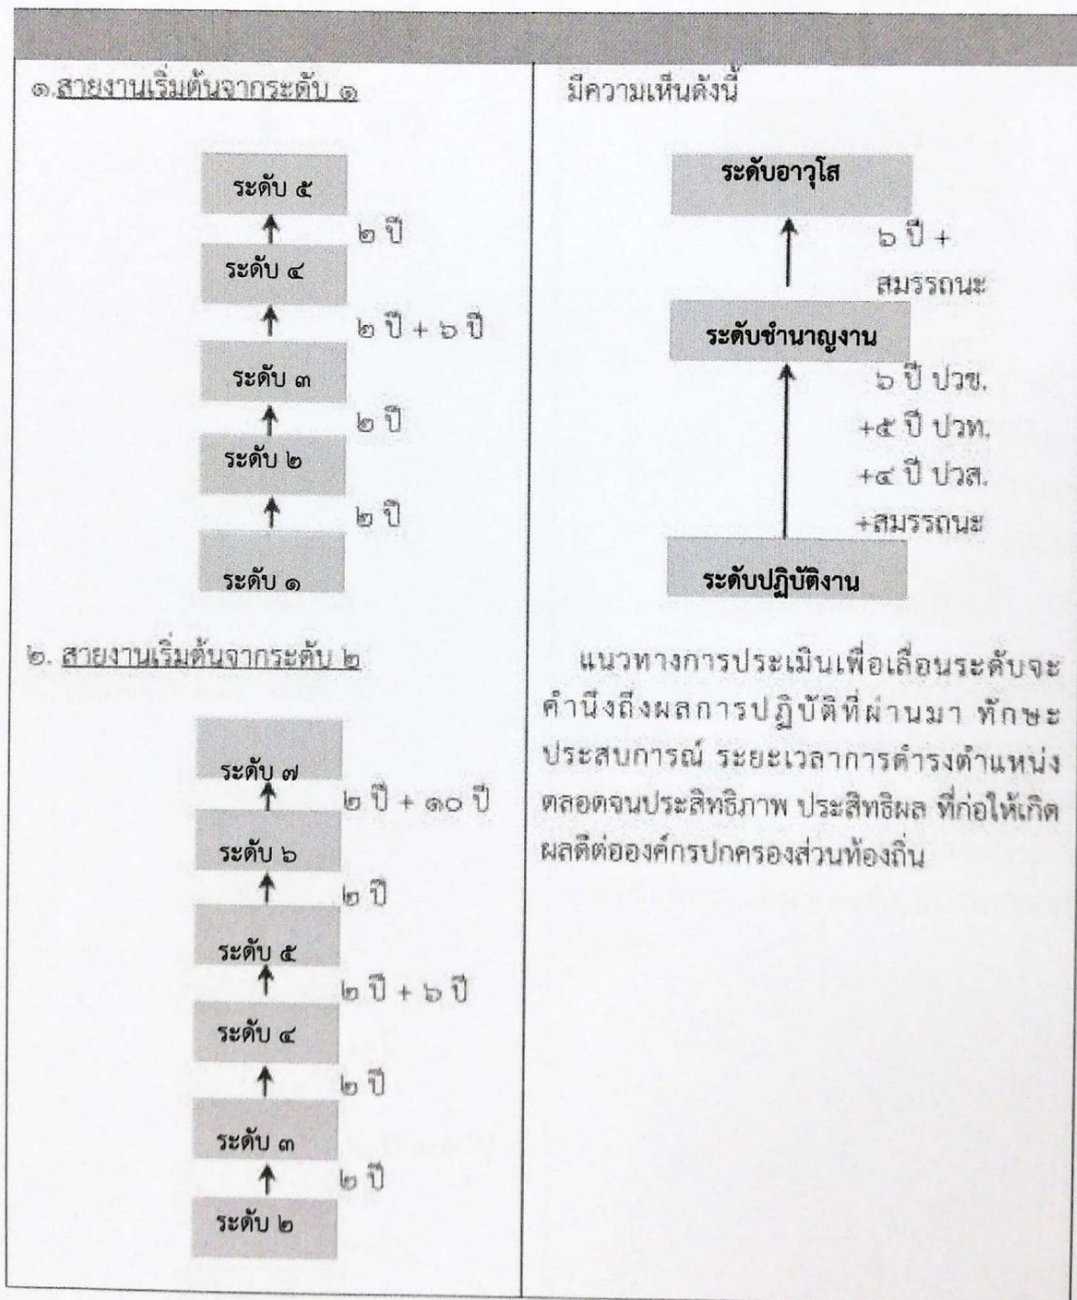 ๑.สายงานเริ่มต้นจากระดับ ๑
ระดับ ๕
๒ ปี
ระดับ ๔
๒ ปี + ๖ ปี
ระดับ ๓
๒ ปี
ระดับ ๒
๒ ปี
ระดับ ๑
๒. สายงานเริ่มต้นจากระดับ ๒
ระดับ ๗
๒ ปี + ๑๐ ปี
ระดับ ๖
๒ ปี
ระดับ ๕
๒ ปี + ๖ ปี
ระดับ ๔
๒ ปี
ระดับ ๓
๒ ปี
ระดับ ๒
มีความเห็นดังนี้
ระดับอาวุโส
๖ ปี +
สมรรถนะ
ระดับชำนาญงาน
๖ ปี ปวช.
+๕ ปี ปวท.
+๔ ปี ปวส.
+สมรรถนะ
ระดับปฏิบัติงาน
แนวทางการประเมินเพื่อเลื่อนระดับจะ
คำนึงถึงผลการปฏิบัติที่ผ่านมา ทักษะ
ประสบการณ์ ระยะเวลาการดำรงตำแหน่ง
ตลอดจนประสิทธิภาพ ประสิทธิผล ที่ก่อให้เกิด
ผลดีต่อองค์กรปกครองส่วนท้องถิ่น